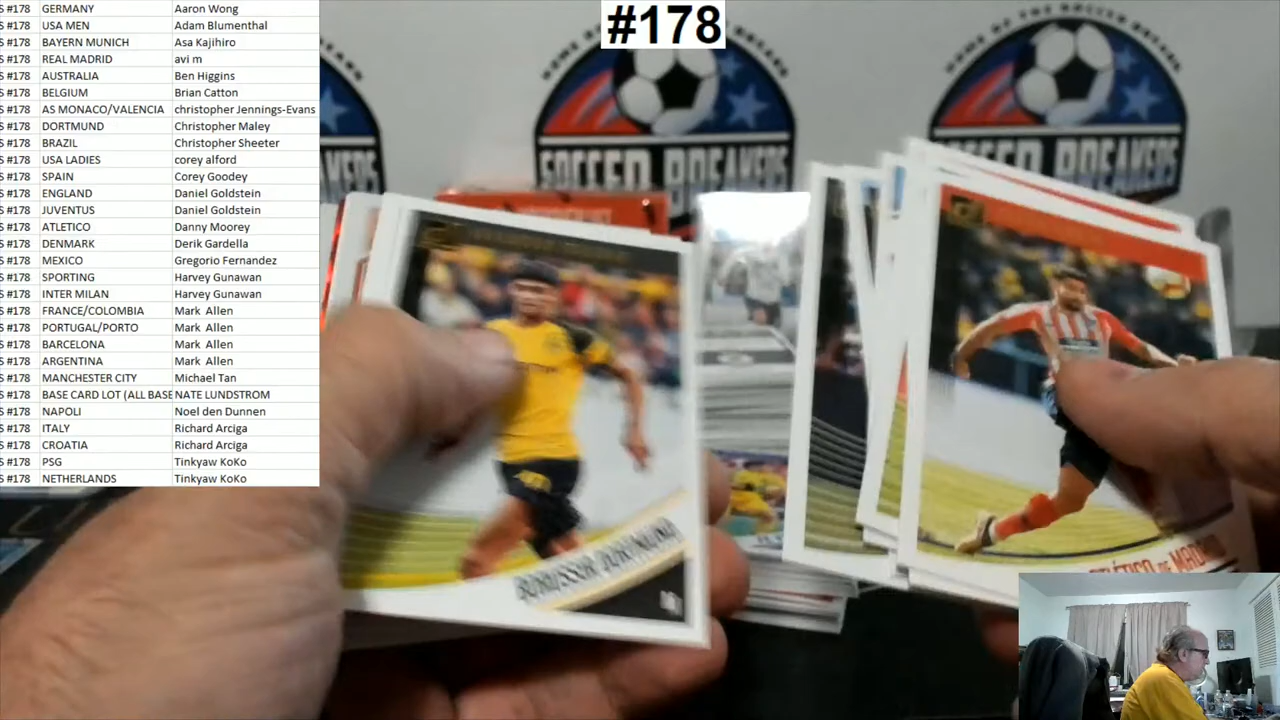 #178
S #178 GERMANY Aaron Wong
S #178 USA MEN Adam Blumenthal
S #178 BAYERN MUNICH Asa Kajihiro
S #178 REAL MADRID avi m
S #178 AUSTRALIA Ben Higgins
S #178 BELGIUM Brian Catton
S #178 AS MONACO/VALENCIA christopher Jennings-Evans
S #178 DORTMUND Christopher Maley
S #178 BRAZIL Christopher Sheeter
S #178 USA LADIES corey alford
S #178 SPAIN Corey Goodey
S #178 ENGLAND Daniel Goldstein
S #178 JUVENTUS Daniel Goldstein
S #178 ATLETICO Danny Moorey
S #178 DENMARK Derik Gardella
S #178 MEXICO Gregorio Fernandez
S #178 SPORTING Harvey Gunawan
S #178 INTER MILAN Harvey Gunawan
S #178 FRANCE/COLOMBIA Mark Allen
S #178 PORTUGAL/PORTO Mark Allen
S #178 BARCELONA Mark Allen
S #178 ARGENTINA Mark Allen
S #178 MANCHESTER CITY Michael Tan
S #178 BASE CARD LOT (ALL BASE NATE LUNDSTROM
S #178 NAPOLI Noel den Dunnen
S #178 ITALY Richard Arciga
S #178 CROATIA Richard Arciga
S #178 PSG Tinkyaw KoKo
S #178 NETHERLANDS Tinkyaw KoKo
SOCCER BREAKERS
SOCCER BREAKERS
BORUSSIA DORTMUND
ATLÉTICO DE MADRID